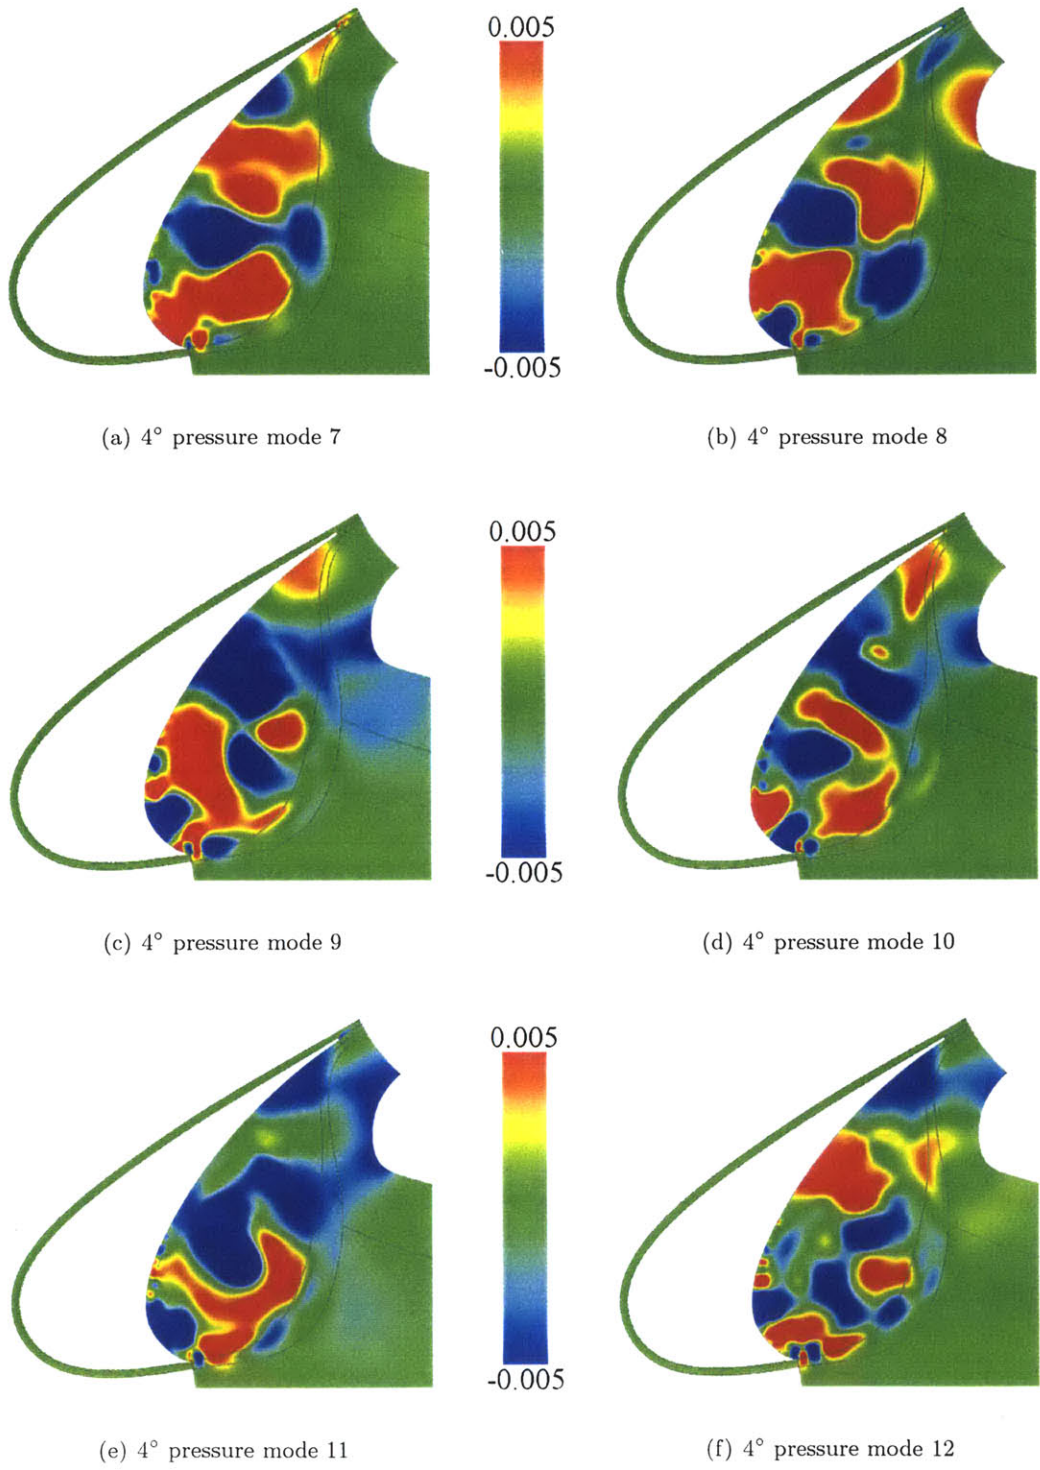 0.005
-0.005
(a) 4° pressure mode 7
(b) 4° pressure mode 8
0.005
-0.005
(c) 4° pressure mode 9
(d) 4° pressure mode 10
0.005
-0.005
(e) 4° pressure mode 11
(f) 4° pressure mode 12